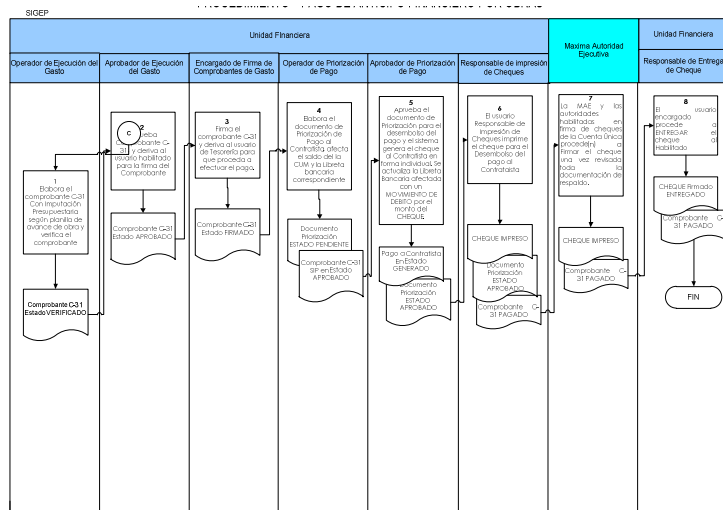 SIGEP
Unidad FInanciera
Maxima Autoridad
Ejecutiva
Unidad Financiera
Operador de Ejecución del
Gasto
Aprobador de Ejecución
del Gasto
Encargado de Firma de
Comprobantes de Gasto
Operador de Priorización
de Pago
Aprobador de Priorización
de Pago
Responsable de impresión
de Cheques
Responsable de Entrega
de Cheque
1
Elabora el
comprobante C-31
Con imputación
Presupuestaria
según planilla de
avance de obra y
verifica el
comprobante
Comprobante C-31
Estado VERIFICADO
C
2
y deriva al
usuario habilitado
para la firma del
Comprobante
Comprobante C-31
Estado APROBADO
3
Firma el
comprobante C-31
y deriva al usuario
de Tesorería para
que proceda a
efectuar el pago.
Comprobante C-31
Estado FIRMADO
4
Elabora el
documento de
Priorización de
Pago al
Contratista afecta
el saldo del la
CUM y la Libreta
bancaria
correspondiente
Documento
Priorización
ESTADO PENDIENTE
Comprobante C-31
SIP en Estado
APROBADO
5
Aprueba el
documento de
Priorización para el
desembolso del
pago y el sistema
genera el cheque
al Contratista en
forma individual. Se
actualiza la Libreta
Bancaria afectada
con un
MOVIMIENTO DE
DEBITO por el
monto del
CHEQUE.
Pago a Contratista
En Estado
GENERADO
Documento
Priorización
ESTADO
APROBADO
6
El usuario
Responsable de
Impresión de
Cheques imprime
el cheque para el
Desembolso del
pago al
Contrataista
CHEQUE IMPRESO
Documento
Priorización
ESTADO
APROBADO
Comprobante C-
31 PAGADO
7
La MAE y las
autoridades
habilitadas en
firma de cheques
de la Cuenta Única
procede(n) a
Firmar el cheque
una vez revisada
toda la
documentación de
respaldo.
CHEQUE IMPRESO
Comprobante C-
31 PAGADO
8
El usuario
encargado
procede a
ENTREGAR el
cheque al
Habilitado
CHEQUE Firmado
ENTREGADO
Comprobante C-
31 PAGADO
FIN